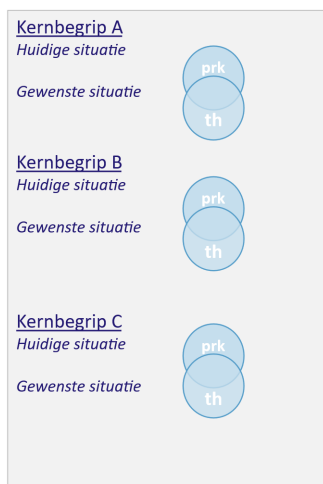 Kernbegrip A
Huidige situatie
prk
Gewenste situatie
th
Kernbegrip B
Huidige situatie
prk
Gewenste situatie
th
Kernbegrip C
Huidige situatie
prk
Gewenste situatie
th